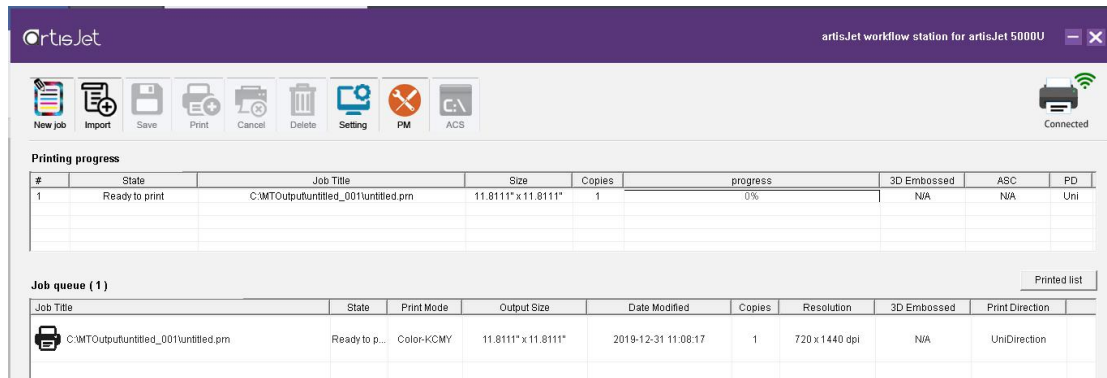 artisJet
artisJet workflow station for artisJet 5000U
New job Import Save Print Cancel Delete Setting PM C:\ ACS
Connected
Printing progress
# State Job Title Size Copies progress 3D Embossed ASC PD
1 Ready to print C:\MTOutput\untitled_001\untitled.prn 11.8111" x 11.8111" 1 0% N/A N/A Uni
Job queue ( 1 )
Printed list
Job Title State Print Mode Output Size Date Modified Copies Resolution 3D Embossed Print Direction
C:\MTOutput\untitled_001\untitled.prn Ready to p... Color-KCMY 11.8111" x 11.8111" 2019-12-31 11:08:17 1 720 x 1440 dpi N/A UniDirection